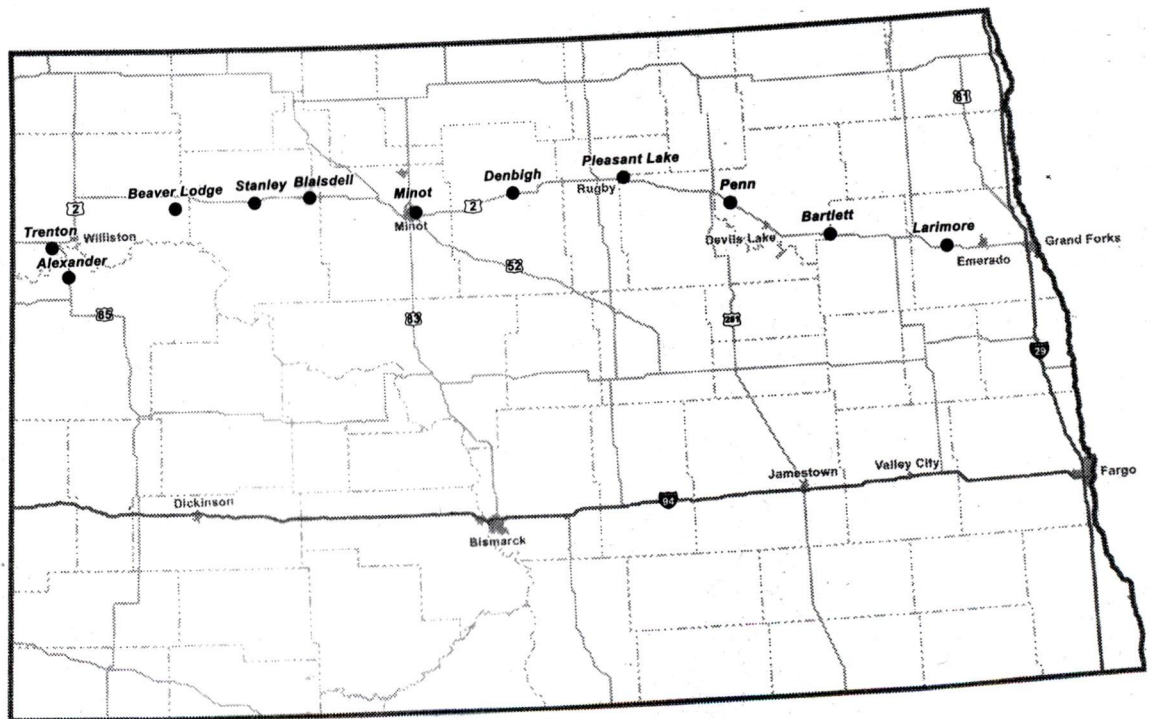 81
Pleasant Lake
Denbigh
Rugby
Beaver Lodge
Stanley
Blaisdell
Minot
Penn
2
2
Minot
Bartlett
Larimore
Trenton
Williston
Devils Lake
Grand Forks
Emerado
Alexander
52
85
83
281
29
Jamestown
Valley City
Fargo
Dickinson
94
Bismarck